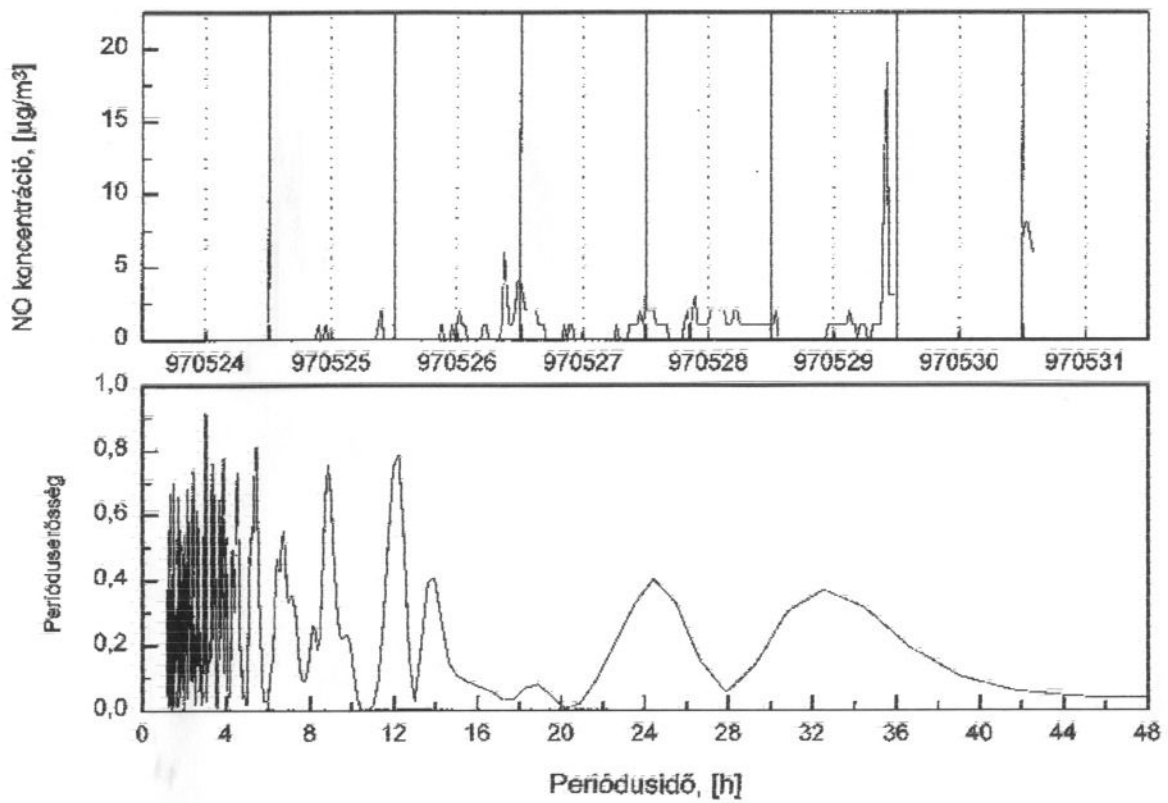 NO koncentráció, [µg/m³]
20
15
10
5
0
970524 970525 970526 970527 970528 970529 970530 970531
Perióduserősség
1,0
0,8
0,6
0,4
0,2
0,0
0 4 8 12 16 20 24 28 32 36 40 44 48
Periódusidő, [h]